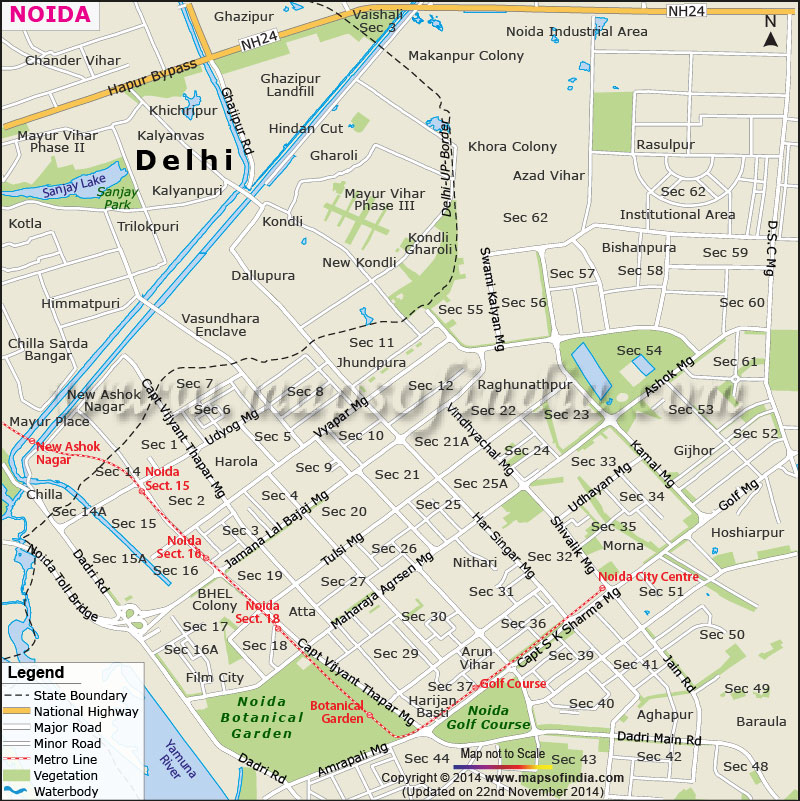 NOIDA
Ghazipur
Vaishali
Sec 3
NH24
NH24
N
Noida Industrial Area
Makanpur Colony
Chander Vihar
Hapur Bypass
Ghazipur
Landfill
Ghajipur Rd
Khichripur
Hindan Cut
Mayur Vihar
Phase II
Kalyanvas
Delhi
Gharoli
Delhi-UP-Border
Khora Colony
Rasulpur
Azad Vihar
Sanjay Lake
Sanjay
Park
Kalyanpuri
Mayur Vihar
Phase III
Sec 62
Sec 62
Institutional Area
Kotla
Trilokpuri
Kondli
Kondli
Gharoli
D.S.C Mg
Bishanpura
Sec 59
New Kondli
Swami Kalyan Mg
Sec 57
Sec 58
Dallupura
Himmatpuri
Sec 55
Sec 56
Sec 60
Vasundhara
Enclave
Chilla Sarda
Bangar
Sec 11
Jhundpura
Sec 54
Sec 61
Ashok Mg
Sec 7
Sec 8
Sec 12
Raghunathpur
www.mapsofindia.com
New Ashok
Nagar
Capt Vijyant Thapar Mg
Sec 6
Udyog Mg
Vyapar Mg
Vindhyachal Mg
Sec 22
Sec 23
Sec 53
Mayur Place
Sec 1
Sec 5
Sec 10
Sec 21A
Sec 24
Kamal Mg
Gijhor
Sec 52
New Ashok
Nagar
Harola
Sec 9
Sec 21
Sec 33
Udhayan Mg
Sec 14
Noida
Sect. 15
Sec 25A
Sec 34
Golf Mg
Chilla
Sec 2
Sec 4
Jamana Lal Bajaj Mg
Sec 14A
Sec 15
Sec 3
Sec 20
Sec 25
Har Singar Mg
Shivalik Mg
Sec 35
Morna
Hoshiarpur
Noida
Sect. 16
Tulsi Mg
Sec 26
Sec 15A
Sec 16
Noida Toll Bridge
Dadri Rd
Sec 19
Sec 27
Maharaja Agrsen Mg
Nithari
Sec 32
Noida City Centre
BHEL
Colony
Noida
Sect. 18
Atta
Sec 31
Sec 51
Sec 17
Sec 30
Sec 36
Capt S K Sharma Mg
Sec 50
Sec 16A
Sec 18
Capt Vilyant Thapar Mg
Sec 29
Arun
Vihar
Sec 39
Sec 41
Jain Rd
Film City
Sec 37
Golf Course
Sec 49
Noida
Botanical
Garden
Botanical
Garden
Harijan
Basti
Noida
Golf Course
Sec 40
Aghapur
Baraula
Dadri Main Rd
Yamuna
River
Dadri Rd
Amrapali Mg
Sec 44
Sec 43
Sec 42
Sec 48
Map not to Scale
Copyright © 2014 www.mapsofindia.com
(Updated on 22nd November 2014)
Legend
State Boundary
National Highway
Major Road
Minor Road
Metro Line
Vegetation
Waterbody